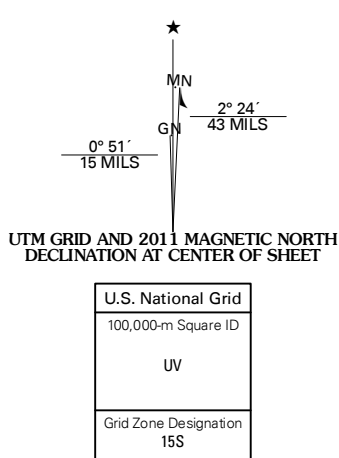 ★
MN
GN
2° 24´
43 MILS
0° 51´
15 MILS
UTM GRID AND 2011 MAGNETIC NORTH
DECLINATION AT CENTER OF SHEET
U.S. National Grid
100,000-m Square ID
UV
Grid Zone Designation
15S